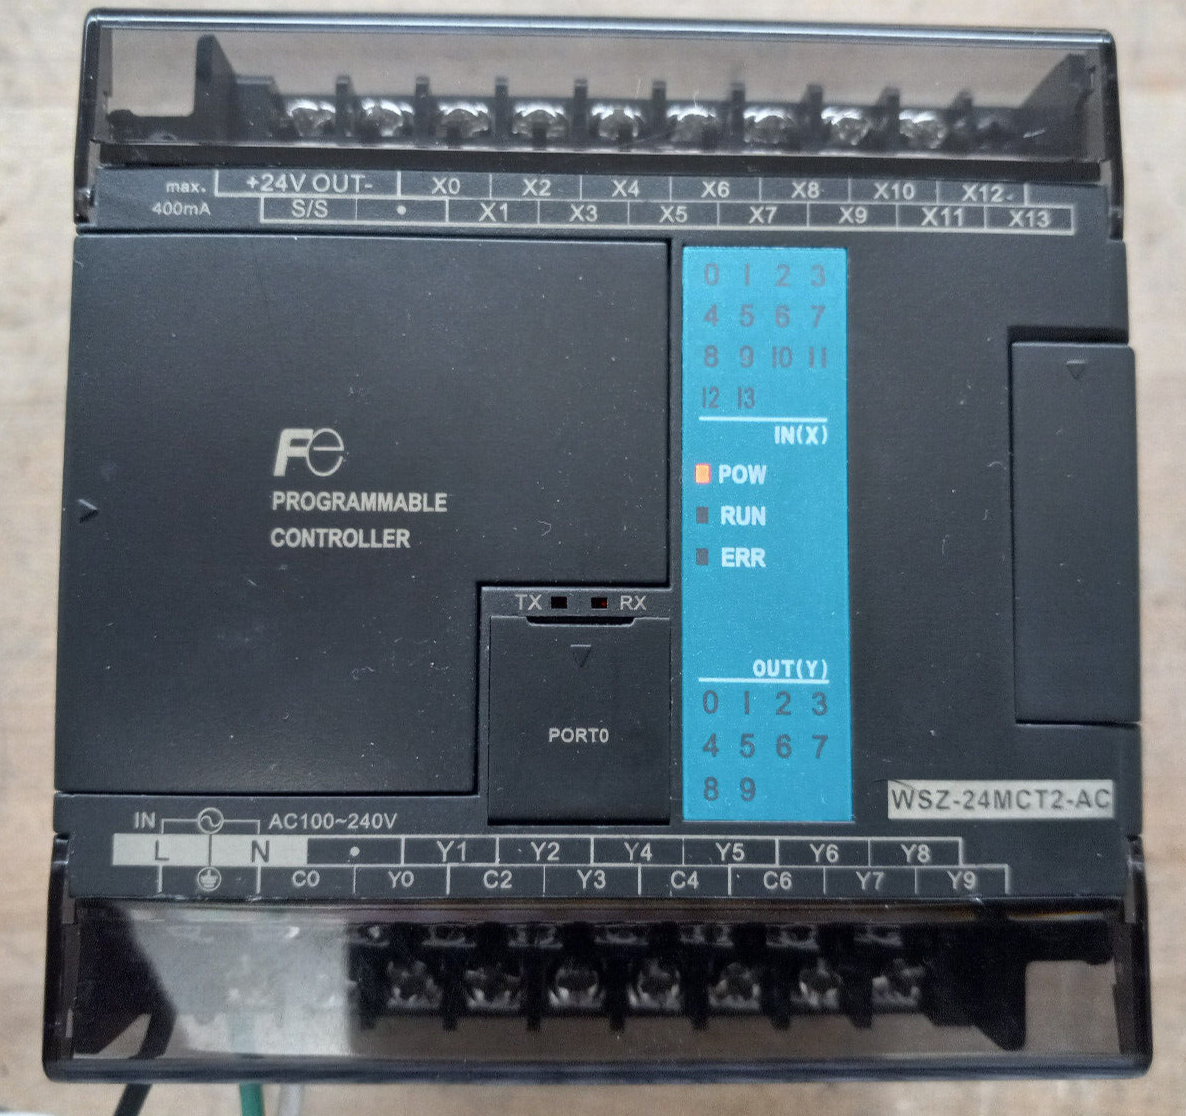 max. +24V OUT- X0 X2 X4 X6 X8 X10 X12
400mA S/S • X1 X3 X5 X7 X9 X11 X13
0 1 2 3
4 5 6 7
8 9 10 11
12 13
IN(X)
Fe
PROGRAMMABLE
CONTROLLER
POW
RUN
ERR
TX RX
PORT0
OUT(Y)
0 1 2 3
4 5 6 7
8 9
WSZ-24MCT2-AC
IN AC100~240V
L N • Y1 Y2 Y4 Y5 Y6 Y8
C0 Y0 C2 Y3 C4 C6 Y7 Y9